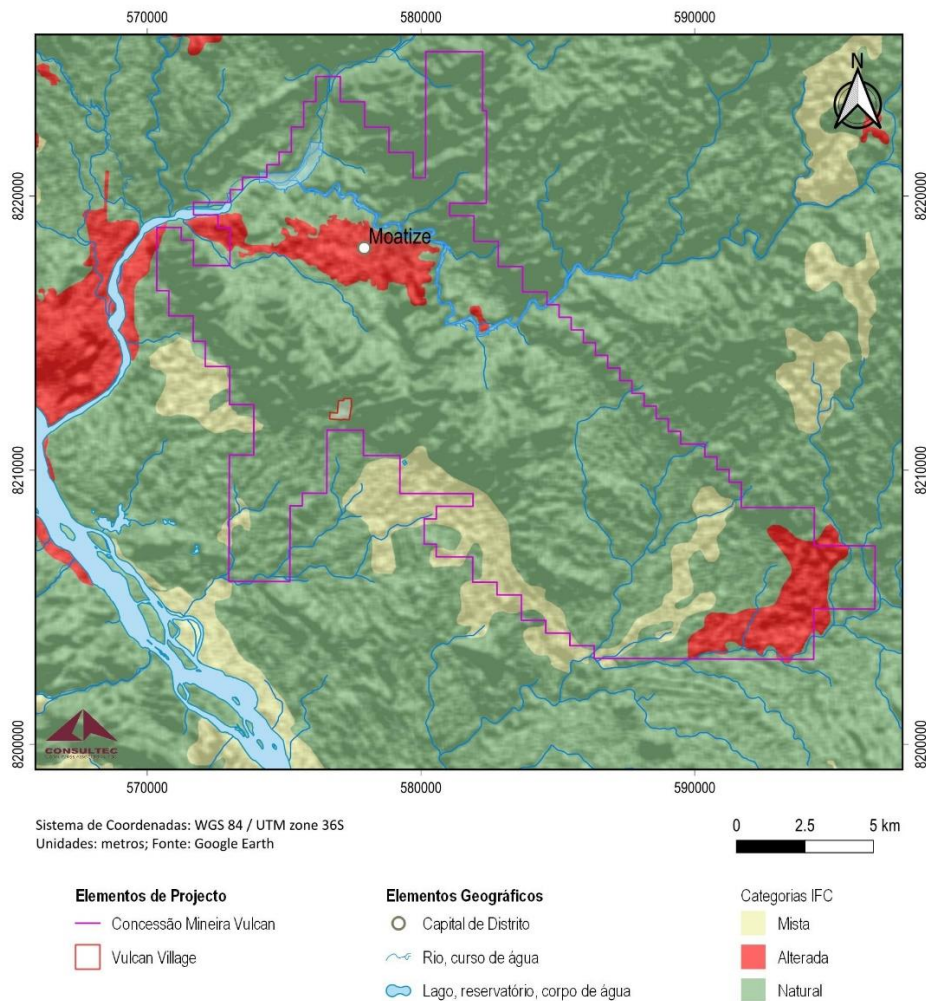 570000
580000
590000
N
8220000
8220000
Moatize
8210000
8210000
8200000
8200000
CONSULTEC
570000
580000
590000
Sistema de Coordenadas: WGS 84 / UTM zone 36S
Unidades: metros; Fonte: Google Earth
0 2.5 5 km
Elementos de Projecto
Concessão Mineira Vulcan
Vulcan Village
Elementos Geográficos
Capital de Distrito
Rio, curso de água
Lago, reservatório, corpo de água
Categorias IFC
Mista
Alterada
Natural